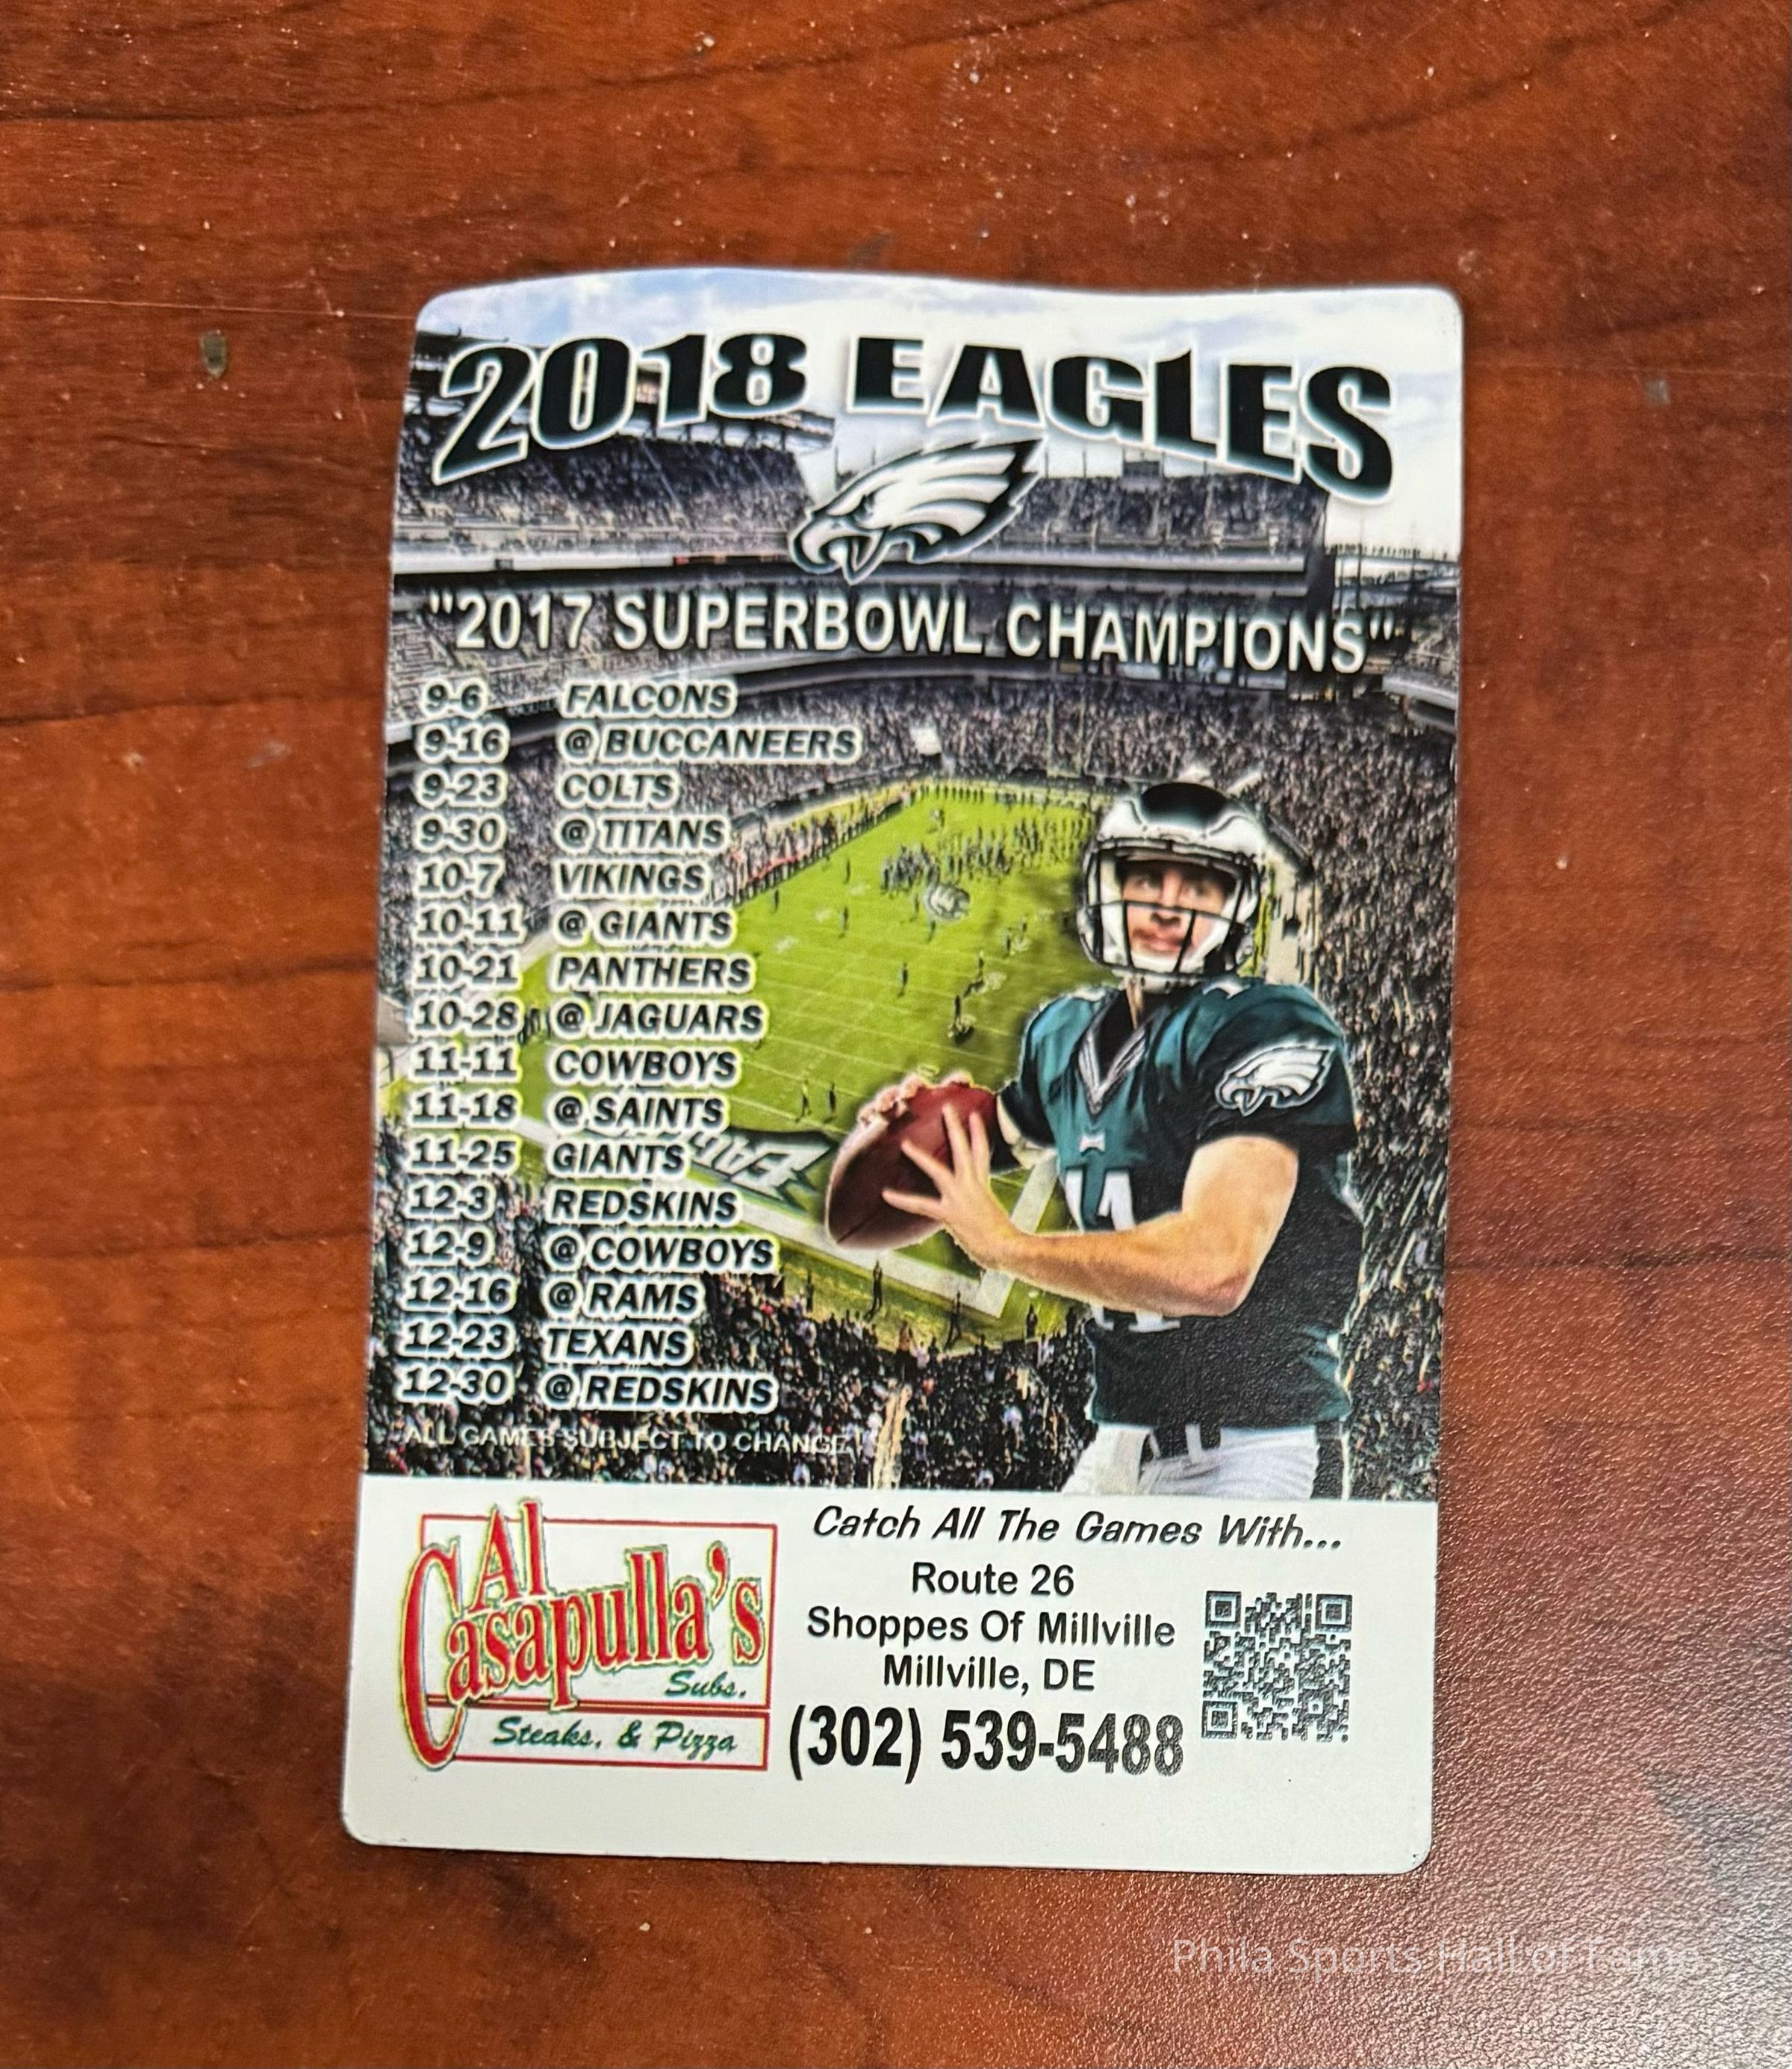 2018 EAGLES
"2017 SUPERBOWL CHAMPIONS"
9-6 FALCONS
9-16 @ BUCCANEERS
9-23 COLTS
9-30 @ TITANS
10-7 VIKINGS
10-11 @ GIANTS
10-21 PANTHERS
10-28 @ JAGUARS
11-11 COWBOYS
11-18 @ SAINTS
11-25 GIANTS
12-3 REDSKINS
12-9 @ COWBOYS
12-16 @ RAMS
12-23 TEXANS
12-30 @ REDSKINS
ALL GAMES SUBJECT TO CHANGE
Al
Casapulla's
Subs,
Steaks, & Pizza
Catch All The Games With...
Route 26
Shoppes Of Millville
Millville, DE
(302) 539-5488
Phila Sports Hall of Fame